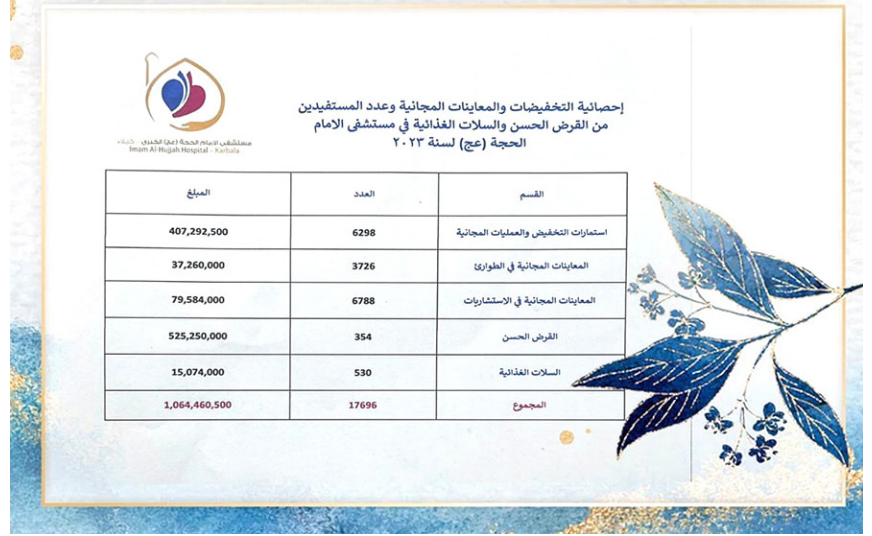 مستشفى الامام الحجة (عج) الخيري - كربلاء
Imam Al-Hujjah Hospital - Karbala
إحصائية التخفيضات والمعاينات المجانية وعدد المستفيدين
من القرض الحسن والسلات الغذائية في مستشفى الامام
الحجة (عج) لسنة ٢٠٢٣
القسم العدد المبلغ
استمارات التخفيض والعمليات المجانية 6298 407,292,500
المعاينات المجانية في الطوارئ 3726 37,260,000
المعاينات المجانية في الاستشاريات 6788 79,584,000
القرض الحسن 354 525,250,000
السلات الغذائية 530 15,074,000
المجموع 17696 1,064,460,500